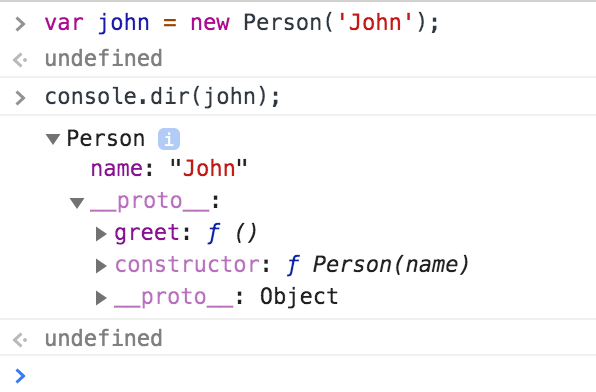 var john = new Person('John');
undefined
console.dir(john);
Person i
name: "John"
__proto__:
greet: ƒ ()
constructor: ƒ Person(name)
__proto__: Object
undefined